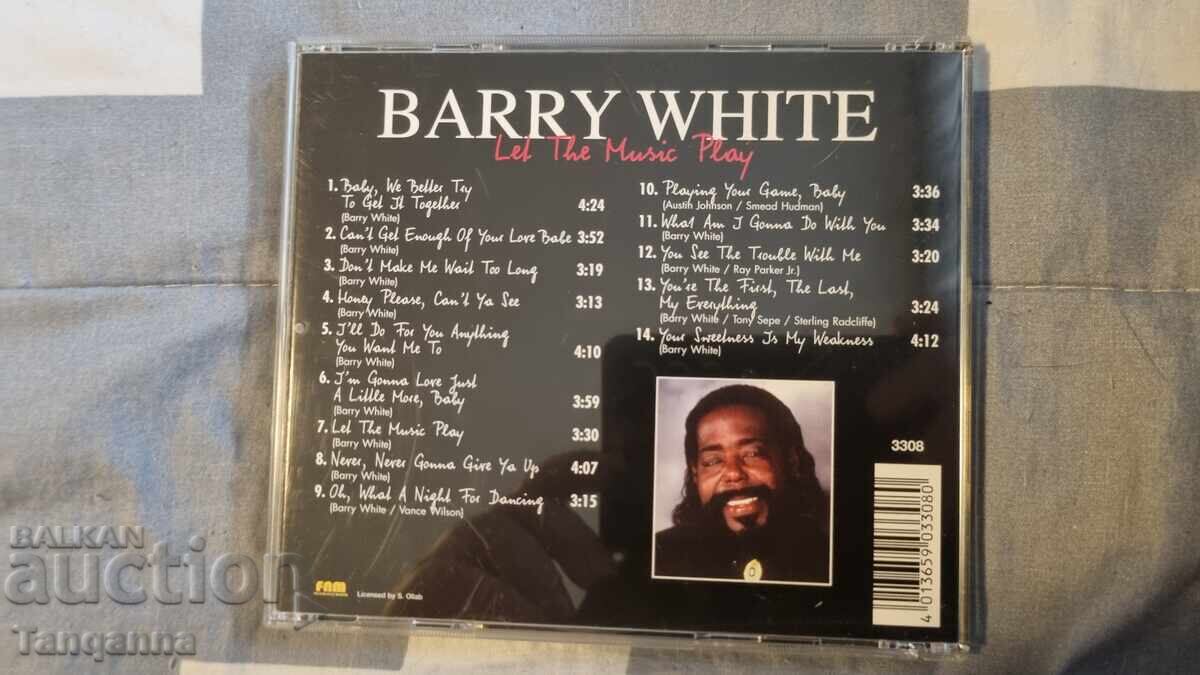 BARRY WHITE
Let The Music Play
1. Baby, We Better Try
To Get It Together 4:24
(Barry White)
2. Can't Get Enough Of Your Love Babe 3:52
(Barry White)
3. Don't Make Me Wait Too Long 3:19
(Barry White)
4. Honey Please, Can't Ya See 3:13
(Barry White)
5. I'll Do For You Anything
You Want Me To 4:10
(Barry White)
6. I'm Gonna Love Just
A Little More, Baby 3:59
(Barry White)
7. Let The Music Play 3:30
(Barry White)
8. Never, Never Gonna Give Ya Up 4:07
(Barry White)
9. Oh, What A Night For Dancing 3:15
(Barry White / Vance Wilson)
10. Playing Your Game, Baby 3:36
(Austin Johnson / Smead Hudman)
11. What Am I Gonna Do With You 3:34
(Barry White)
12. You See The Trouble With Me 3:20
(Barry White / Ray Parker Jr.)
13. You're The First, The Last,
My Everything 3:24
(Barry White / Tony Sepe / Sterling Radcliffe)
14. Your Sweetness Is My Weakness 4:12
(Barry White)
3308
4 013659 033080
FNM
Licensed by S. Ollab
BALKAN
auction
Tanqanna